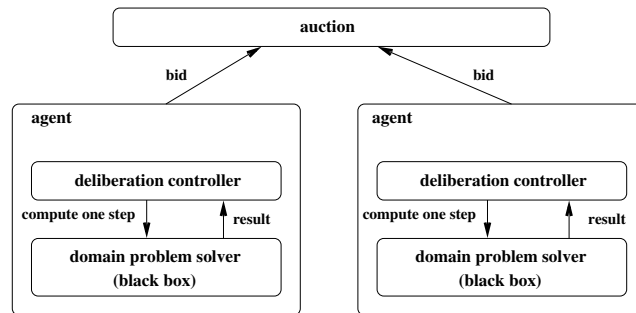 auction
bid
bid
agent
agent
deliberation controller
deliberation controller
compute one step
result
compute one step
result
domain problem solver
(black box)
domain problem solver
(black box)